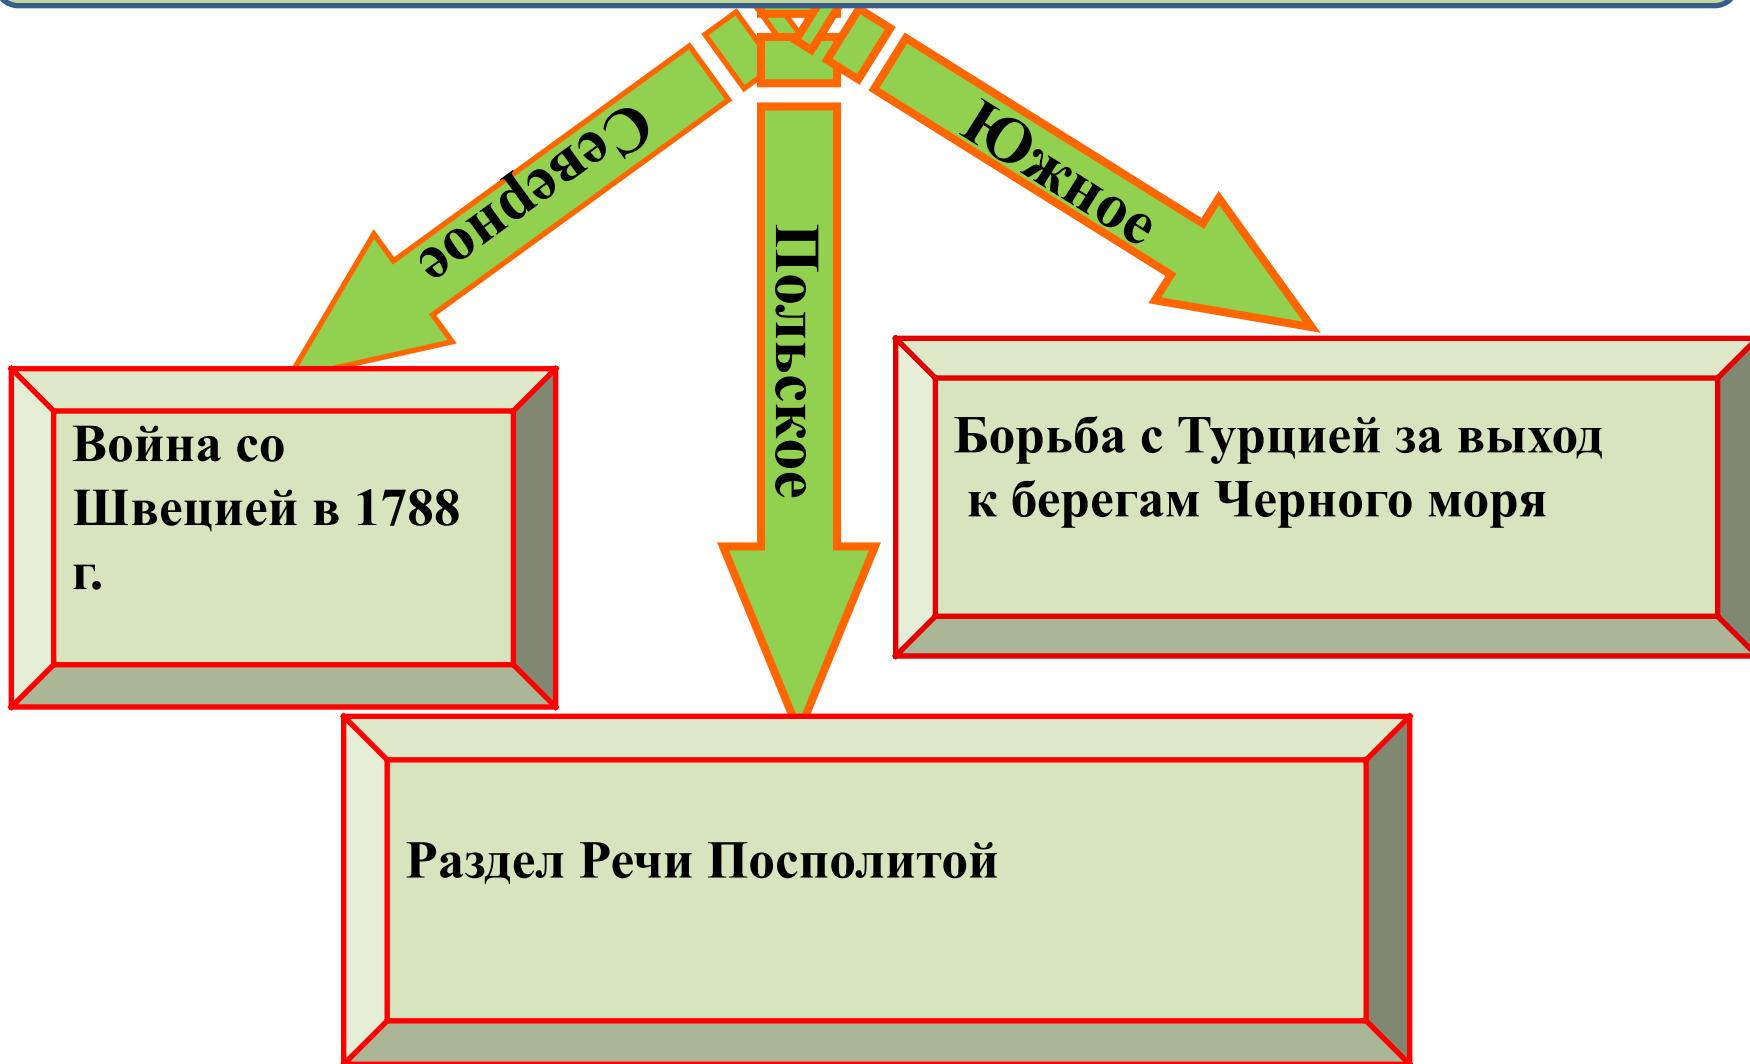 Северное
Польское
Южное
Война со
Швецией в 1788
г.
Борьба с Турцией за выход
к берегам Черного моря
Раздел Речи Посполитой